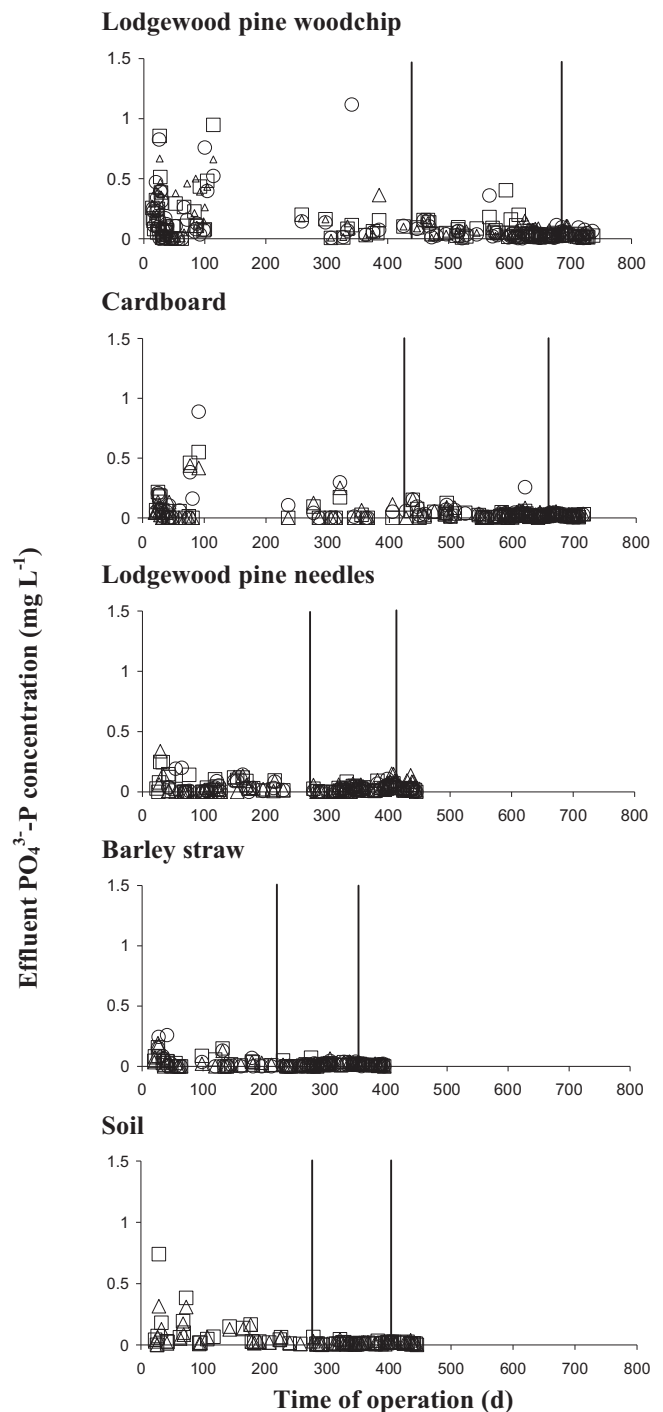 Lodgewood pine woodchip
1.5
1
0.5
0
0 100 200 300 400 500 600 700 800
Cardboard
1.5
1
0.5
0
0 100 200 300 400 500 600 700 800
Lodgewood pine needles
1.5
1
0.5
0
0 100 200 300 400 500 600 700 800
Barley straw
1.5
1
0.5
0
0 100 200 300 400 500 600 700 800
Soil
1.5
1
0.5
0
0 100 200 300 400 500 600 700 800
Time of operation (d)
Effluent PO₄³⁻-P concentration (mg L⁻¹)